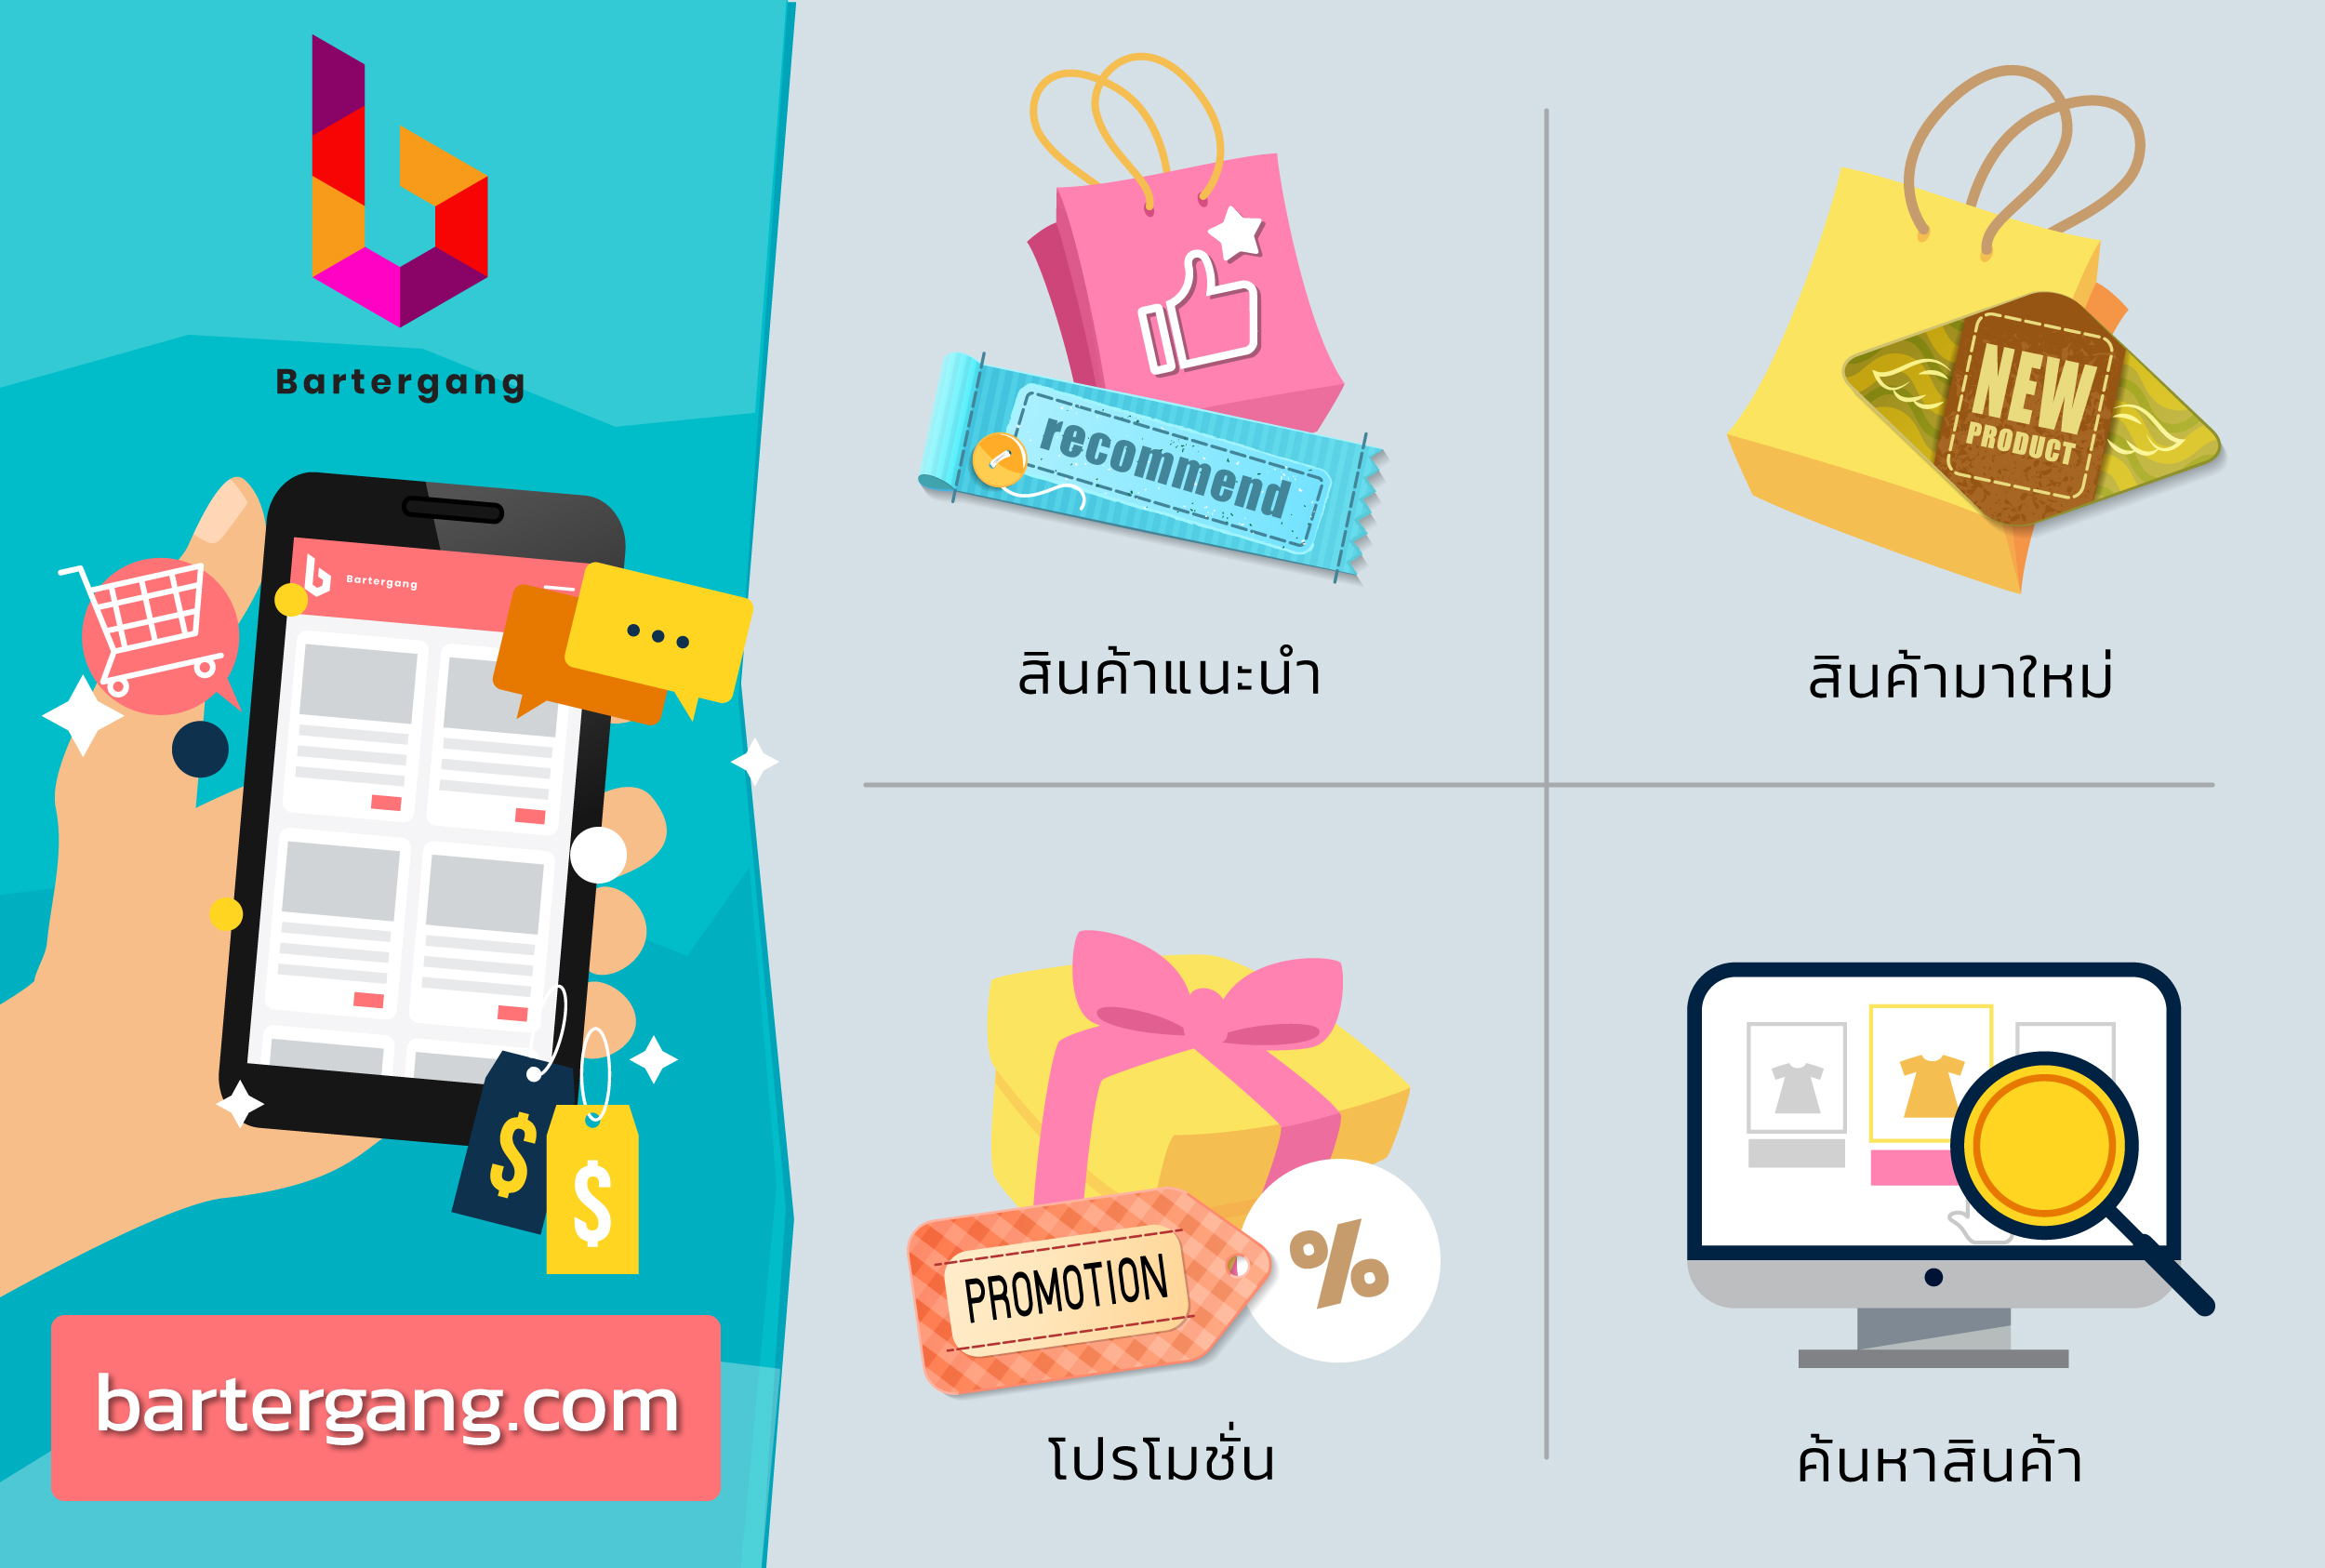 Bartergang
Bartergang
$
$
bartergang.com
recommend
สินค้าแนะนำ
NEW
PRODUCT
สินค้ามาใหม่
PROMOTION
%
โปรโมชั่น
ค้นหาสินค้า